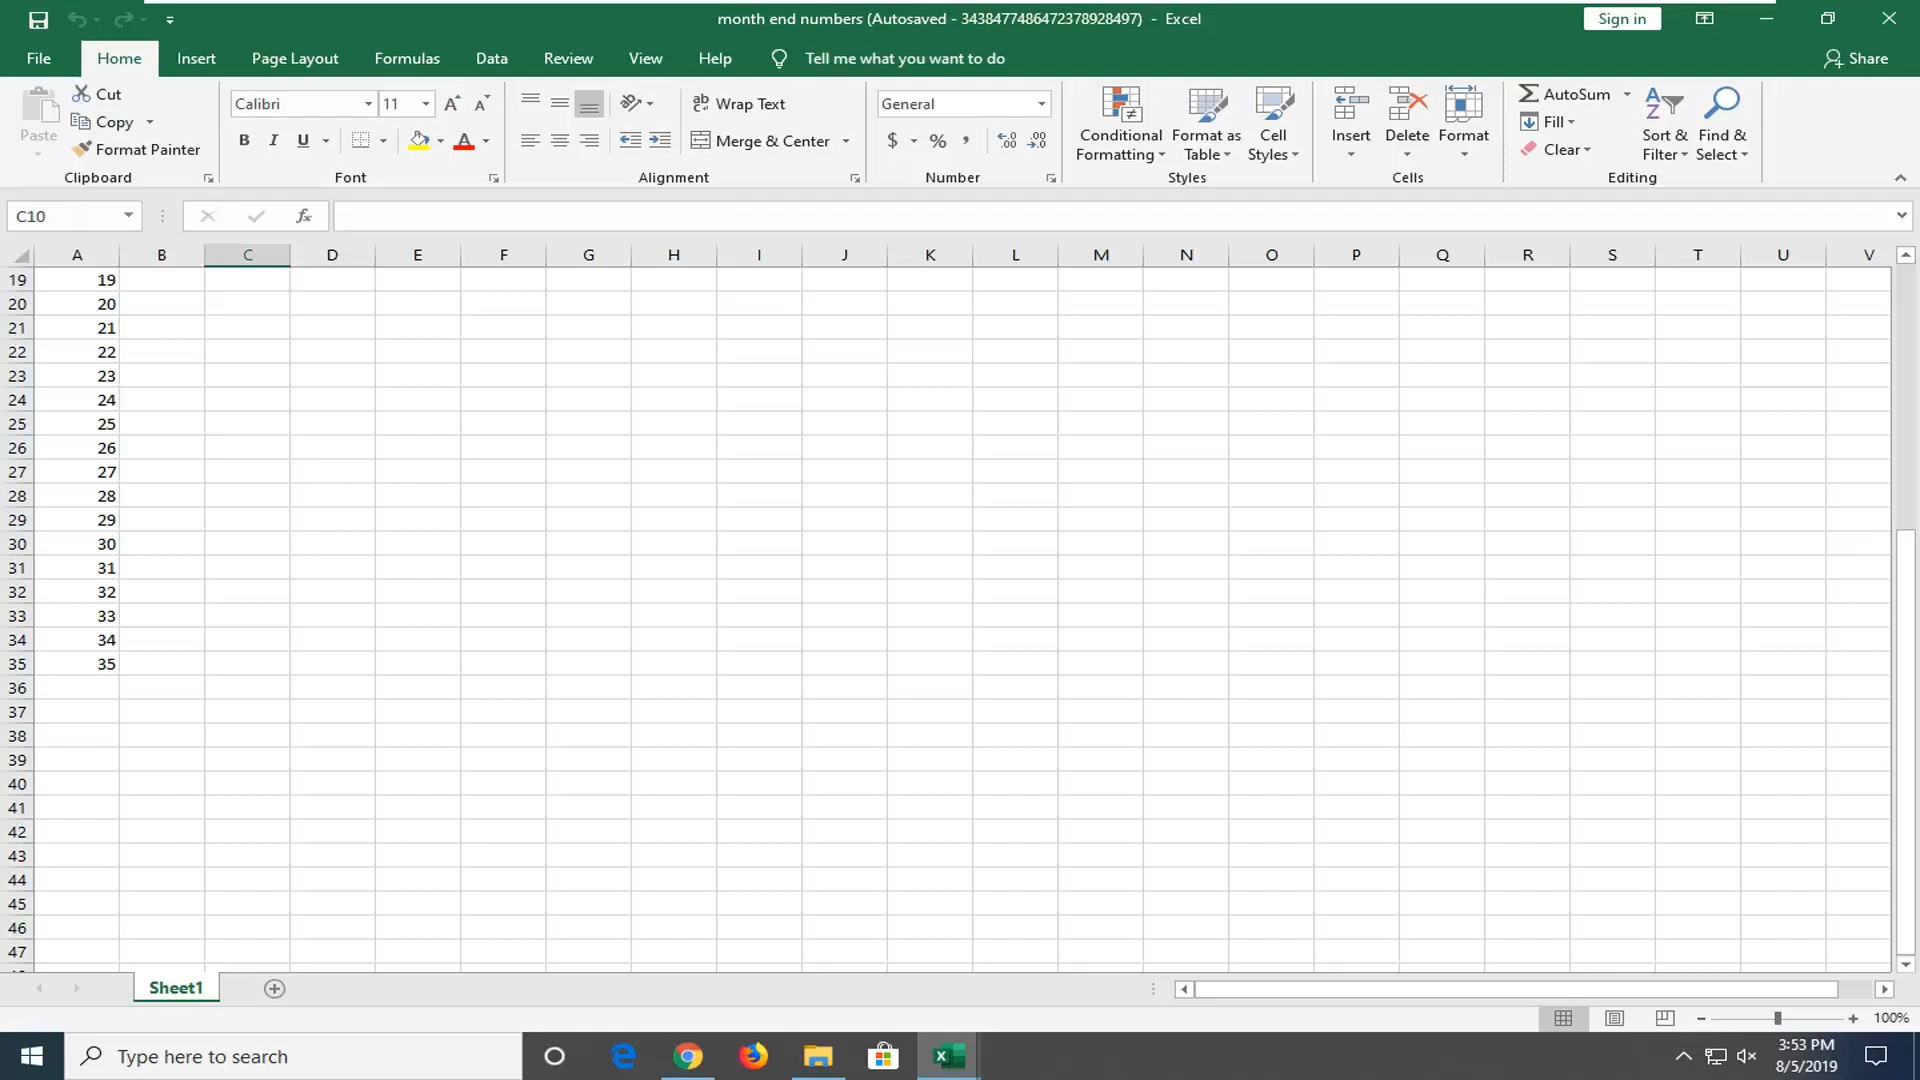 month end numbers (Autosaved - 3438477486472378928497) - Excel
Sign in
File Home Insert Page Layout Formulas Data Review View Help Tell me what you want to do Share
Paste
Cut
Copy
Format Painter
Clipboard
Calibri 11
B I U
Font
Wrap Text
Merge & Center
Alignment
General
$ % ,
Number
Conditional Formatting
Format as Table
Cell Styles
Styles
Insert Delete Format
Cells
AutoSum
Fill
Clear
Sort & Filter
Find & Select
Editing
C10 fx
A B C D E F G H I J K L M N O P Q R S T U V
19 19
20 20
21 21
22 22
23 23
24 24
25 25
26 26
27 27
28 28
29 29
30 30
31 31
32 32
33 33
34 34
35 35
36
37
38
39
40
41
42
43
44
45
46
47
Sheet1
100%
Type here to search
3:53 PM
8/5/2019